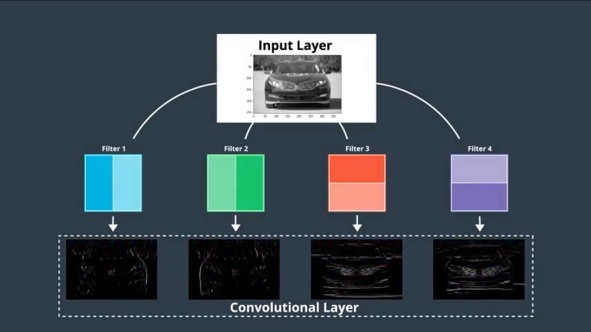 Input Layer
Filter 1
Filter 2
Filter 3
Filter 4
Convolutional Layer